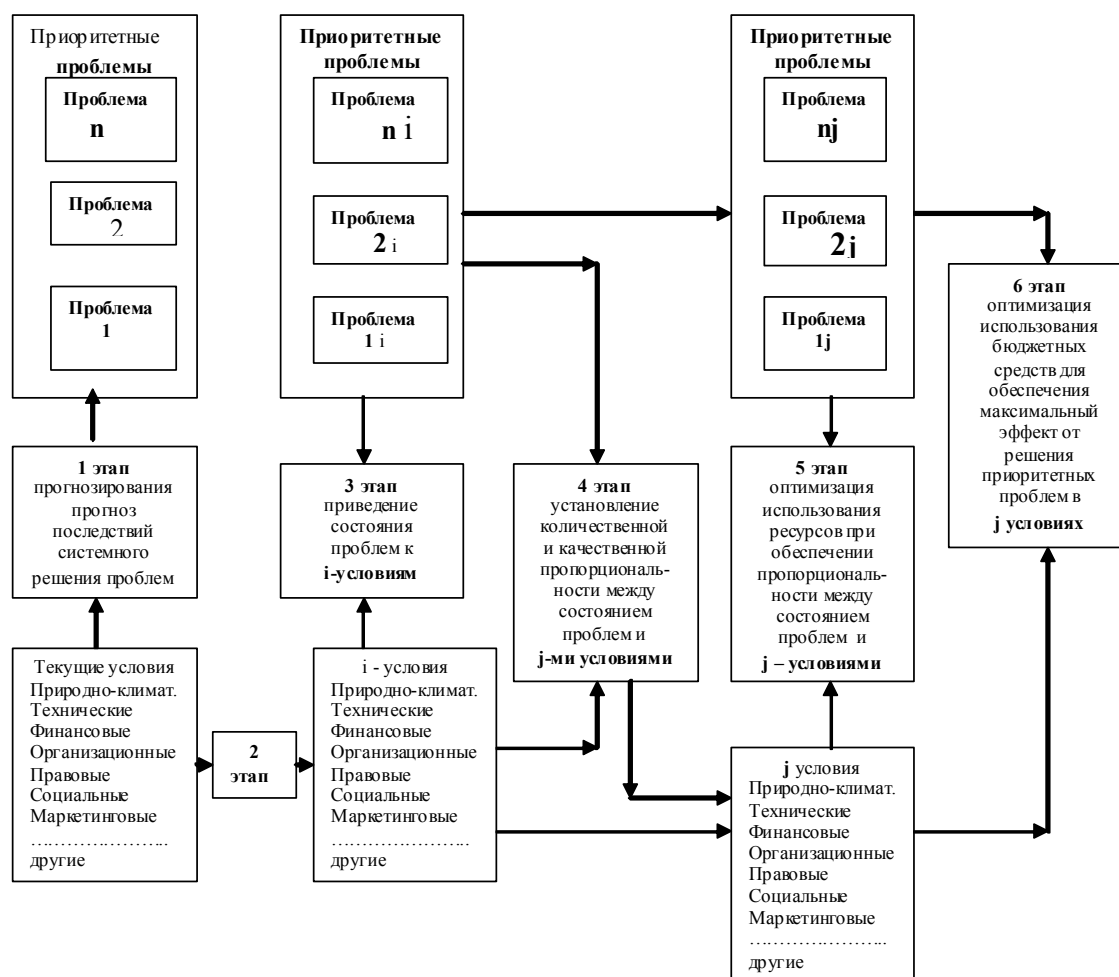 Приоритетные
проблемы
Проблема
n
Проблема
2
Проблема
1
Приоритетные
проблемы
Проблема
n i
Проблема
2 i
Проблема
1 i
Приоритетные
проблемы
Проблема
nj
Проблема
2j
Проблема
1j
1 этап
прогнозирования
прогноз
последствий
системного
решения проблем
3 этап
приведение
состояния
проблем к
i-условиям
4 этап
установление
количественной
и качественной
пропорциональ-
ности между
состоянием
проблем и
j-ми условиями
5 этап
оптимизация
использования
ресурсов при
обеспечении
пропорциональ-
ности между
состоянием
проблем и
j – условиями
6 этап
оптимизация
использования
бюджетных
средств для
обеспечения
максимальный
эффект от
решения
приоритетных
проблем в
j условиях
Текущие условия
Природно-климат.
Технические
Финансовые
Организационные
Правовые
Социальные
Маркетинговые
…………………..
другие
2
этап
i - условия
Природно-климат.
Технические
Финансовые
Организационные
Правовые
Социальные
Маркетинговые
…………………..
другие
j условия
Природно-климат.
Технические
Финансовые
Организационные
Правовые
Социальные
Маркетинговые
…………………..
другие